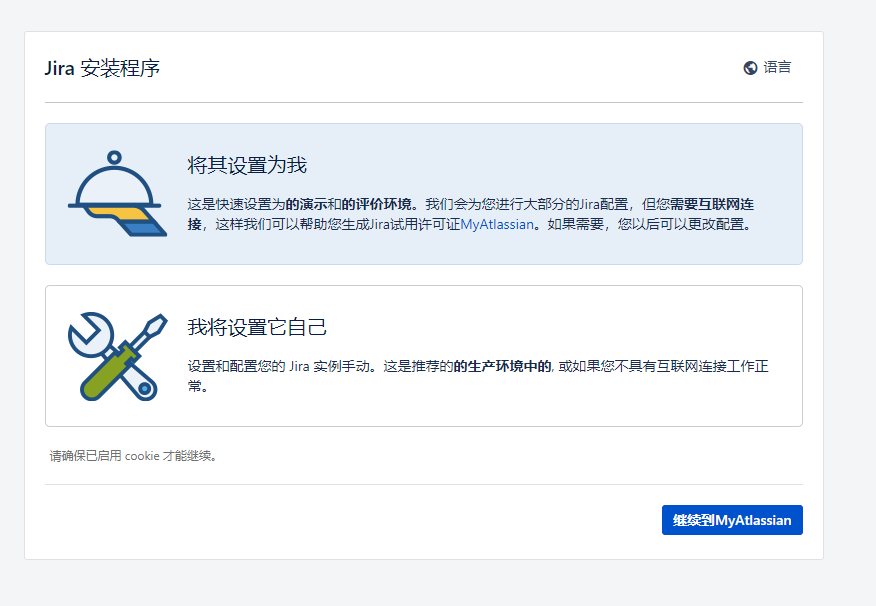 Jira 安装程序
语言
将其设置为我
这是快速设置为的演示和的评价环境。我们会为您进行大部分的Jira配置，但您需要互联网连
接，这样我们可以帮助您生成Jira试用许可证MyAtlassian。如果需要，您以后可以更改配置。
我将设置它自己
设置和配置您的 Jira 实例手动。这是推荐的的生产环境中的, 或如果您不具有互联网连接工作正
常。
请确保已启用 cookie 才能继续。
继续到MyAtlassian